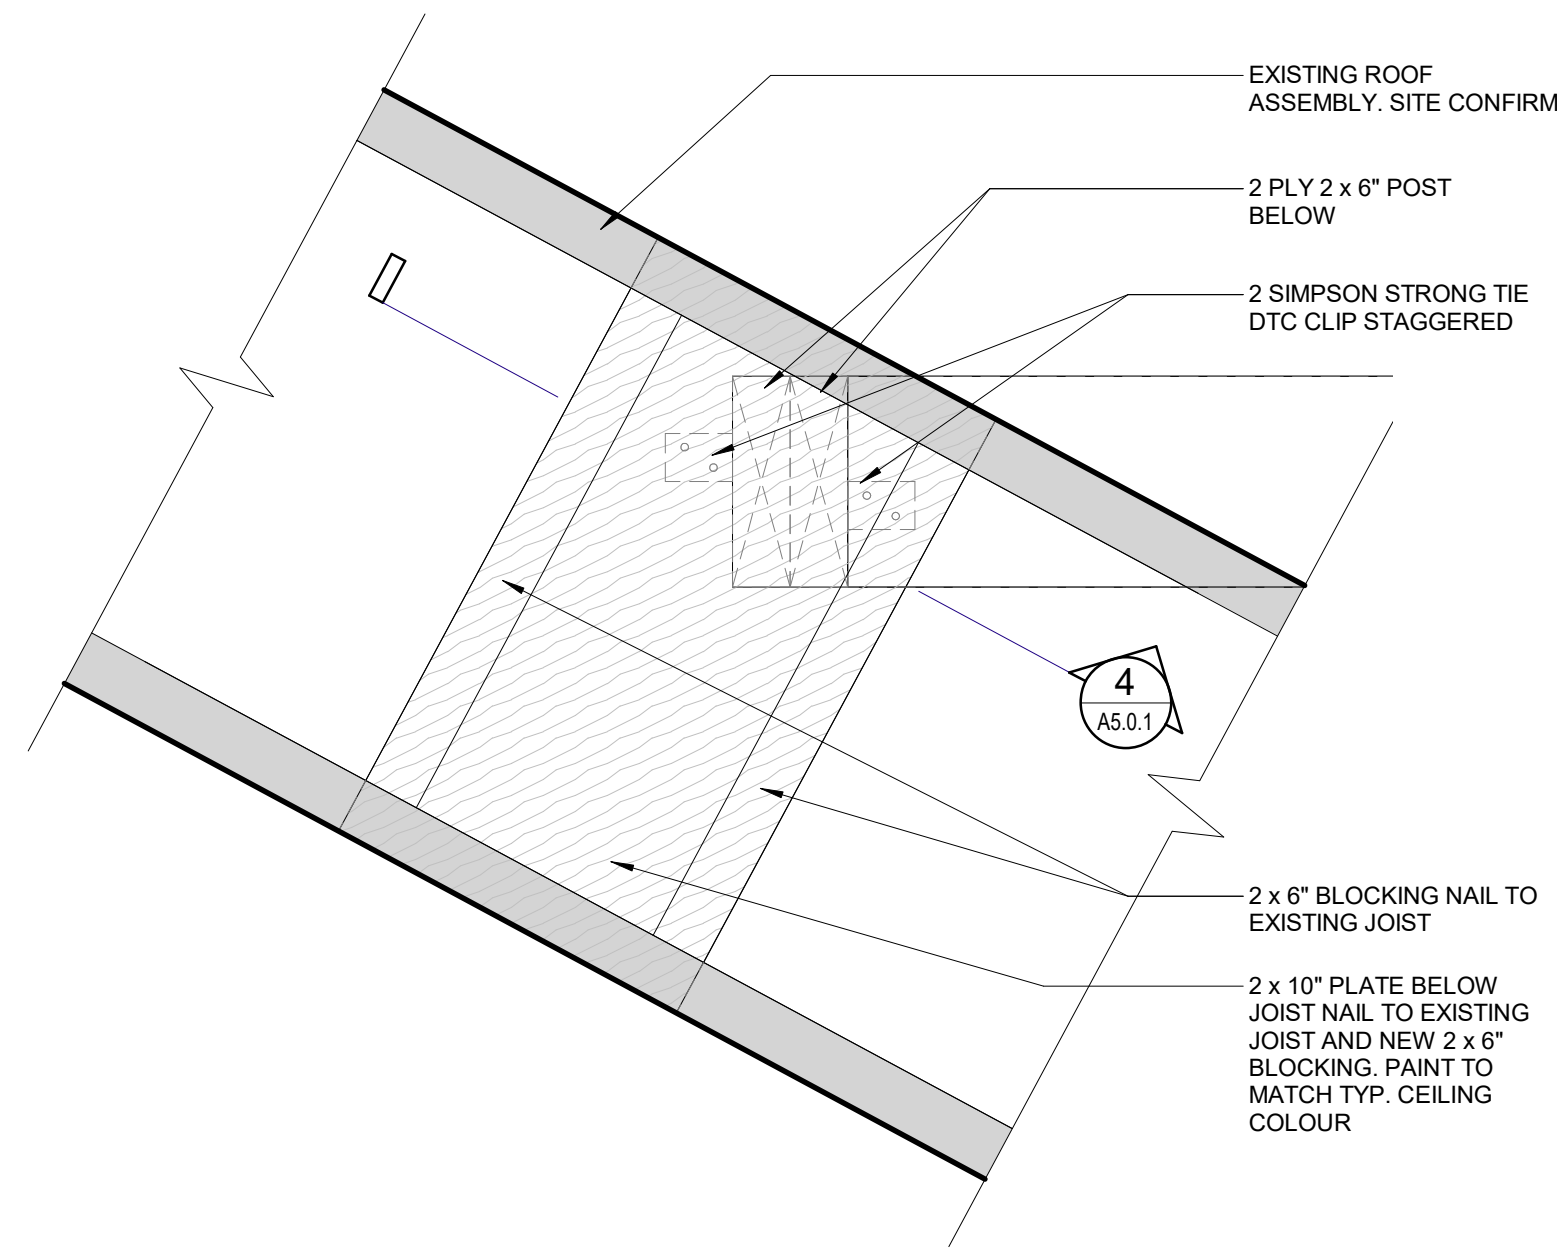 EXISTING ROOF
ASSEMBLY. SITE CONFIRM
2 PLY 2 x 6" POST
BELOW
2 SIMPSON STRONG TIE
DTC CLIP STAGGERED
4
A5.0.1
2 x 6" BLOCKING NAIL TO
EXISTING JOIST
2 x 10" PLATE BELOW
JOIST NAIL TO EXISTING
JOIST AND NEW 2 x 6"
BLOCKING. PAINT TO
MATCH TYP. CEILING
COLOUR